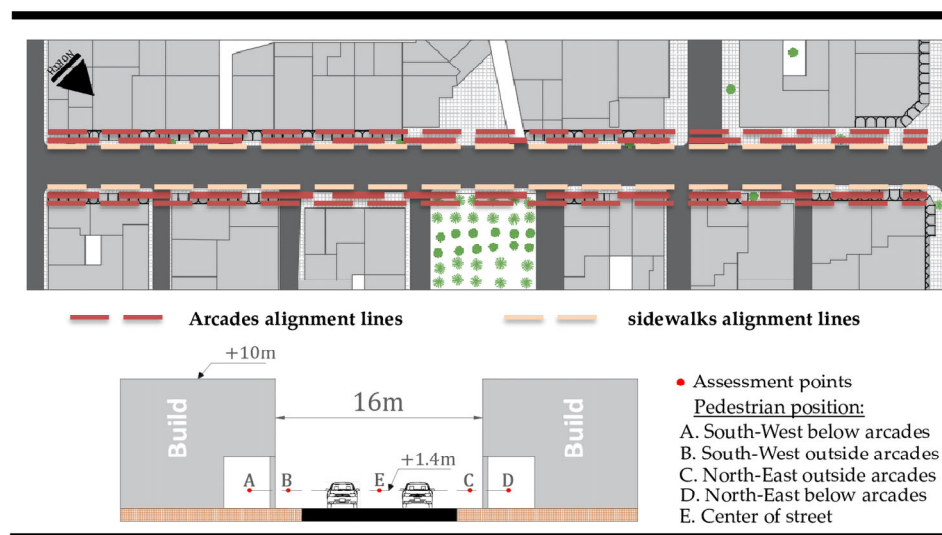 NORTH
Arcades alignment lines
sidewalks alignment lines
+10m
Build
16m
Build
Assessment points
Pedestrian position:
A. South-West below arcades
B. South-West outside arcades
C. North-East outside arcades
D. North-East below arcades
E. Center of street
+1.4m
A
B
E
C
D